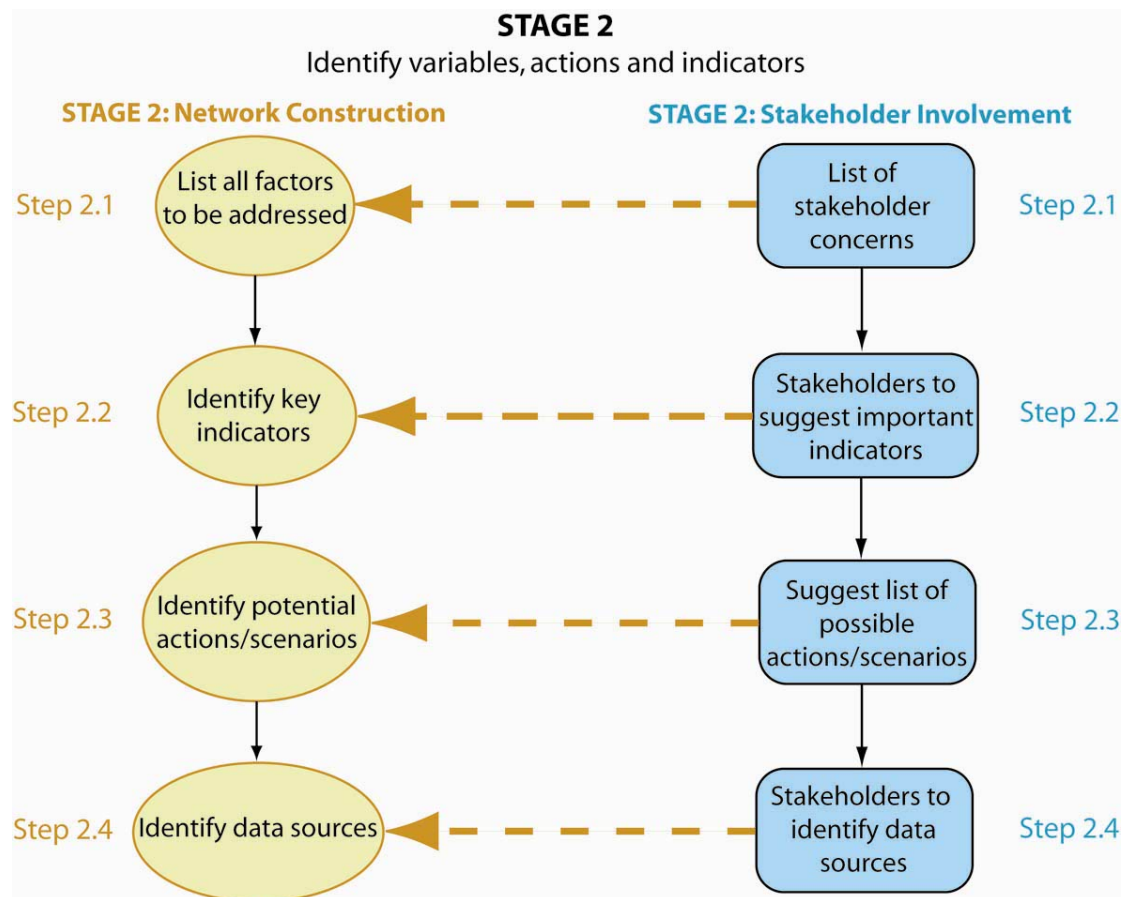 STAGE 2
Identify variables, actions and indicators
STAGE 2: Network Construction
STAGE 2: Stakeholder Involvement
Step 2.1
List all factors
to be addressed
List of
stakeholder
concerns
Step 2.1
Step 2.2
Identify key
indicators
Stakeholders to
suggest important
indicators
Step 2.2
Step 2.3
Identify potential
actions/scenarios
Suggest list of
possible
actions/scenarios
Step 2.3
Step 2.4
Identify data sources
Stakeholders to
identify data
sources
Step 2.4